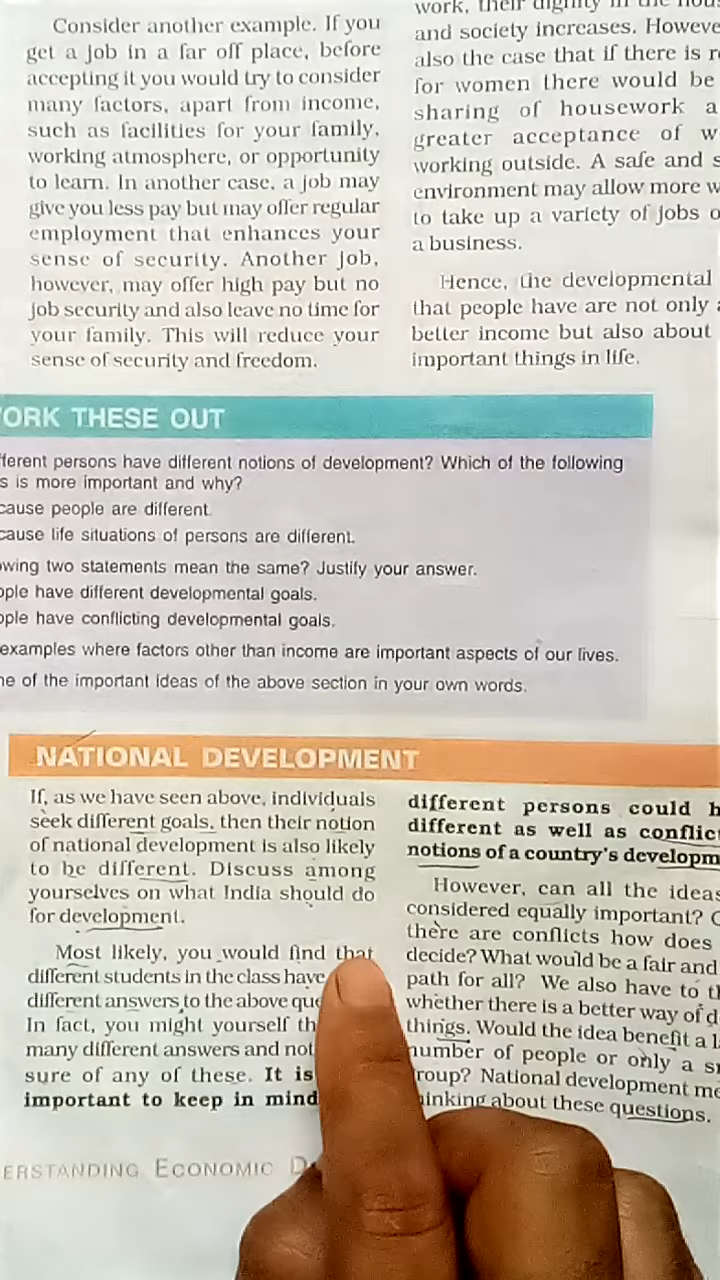 Consider another example. If you
get a job in a far off place, before
accepting it you would try to consider
many factors, apart from income,
such as facilities for your family,
working atmosphere, or opportunity
to learn. In another case, a job may
give you less pay but may offer regular
employment that enhances your
sense of security. Another job,
however, may offer high pay but no
job security and also leave no time for
your family. This will reduce your
sense of security and freedom.
work, their dignity in the
and society increases.
also the case that if there is
for women there would be
sharing of housework a
greater acceptance of
working outside. A safe and
environment may allow more
to take up a variety of jobs
a business.
Hence, the developmental
that people have are not only
better income but also about
important things in life.
WORK THESE OUT
persons have different notions of development? Which of the following
is more important and why?
people are different
life situations of persons are different.
two statements mean the same? Justify your answer.
have different developmental goals.
have conflicting developmental goals.
examples where factors other than income are important aspects of our lives.
of the important ideas of the above section in your own words.
NATIONAL DEVELOPMENT
If, as we have seen above, individuals
seek different goals, then their notion
of national development is also likely
to be different. Discuss among
yourselves on what India should do
for development.
Most likely, you would find that
different students in the class have
different answers to the above
In fact, you might yourself
many different answers and not
sure of any of these. It is
important to keep in mind
different persons could
different as well as
notions of a country's
However, can all the ideas
considered equally important?
there are conflicts how does
decide? What would be a fair and
path for all? We also have to
whether there is a better way of
things. Would the idea benefit a
number of people or only a
group? National development
thinking about these questions.
ECONOMIC